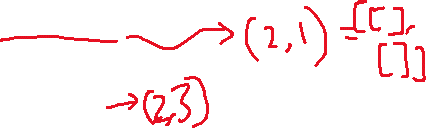 → (2,1) = [[],
[]]
→ (2,3)